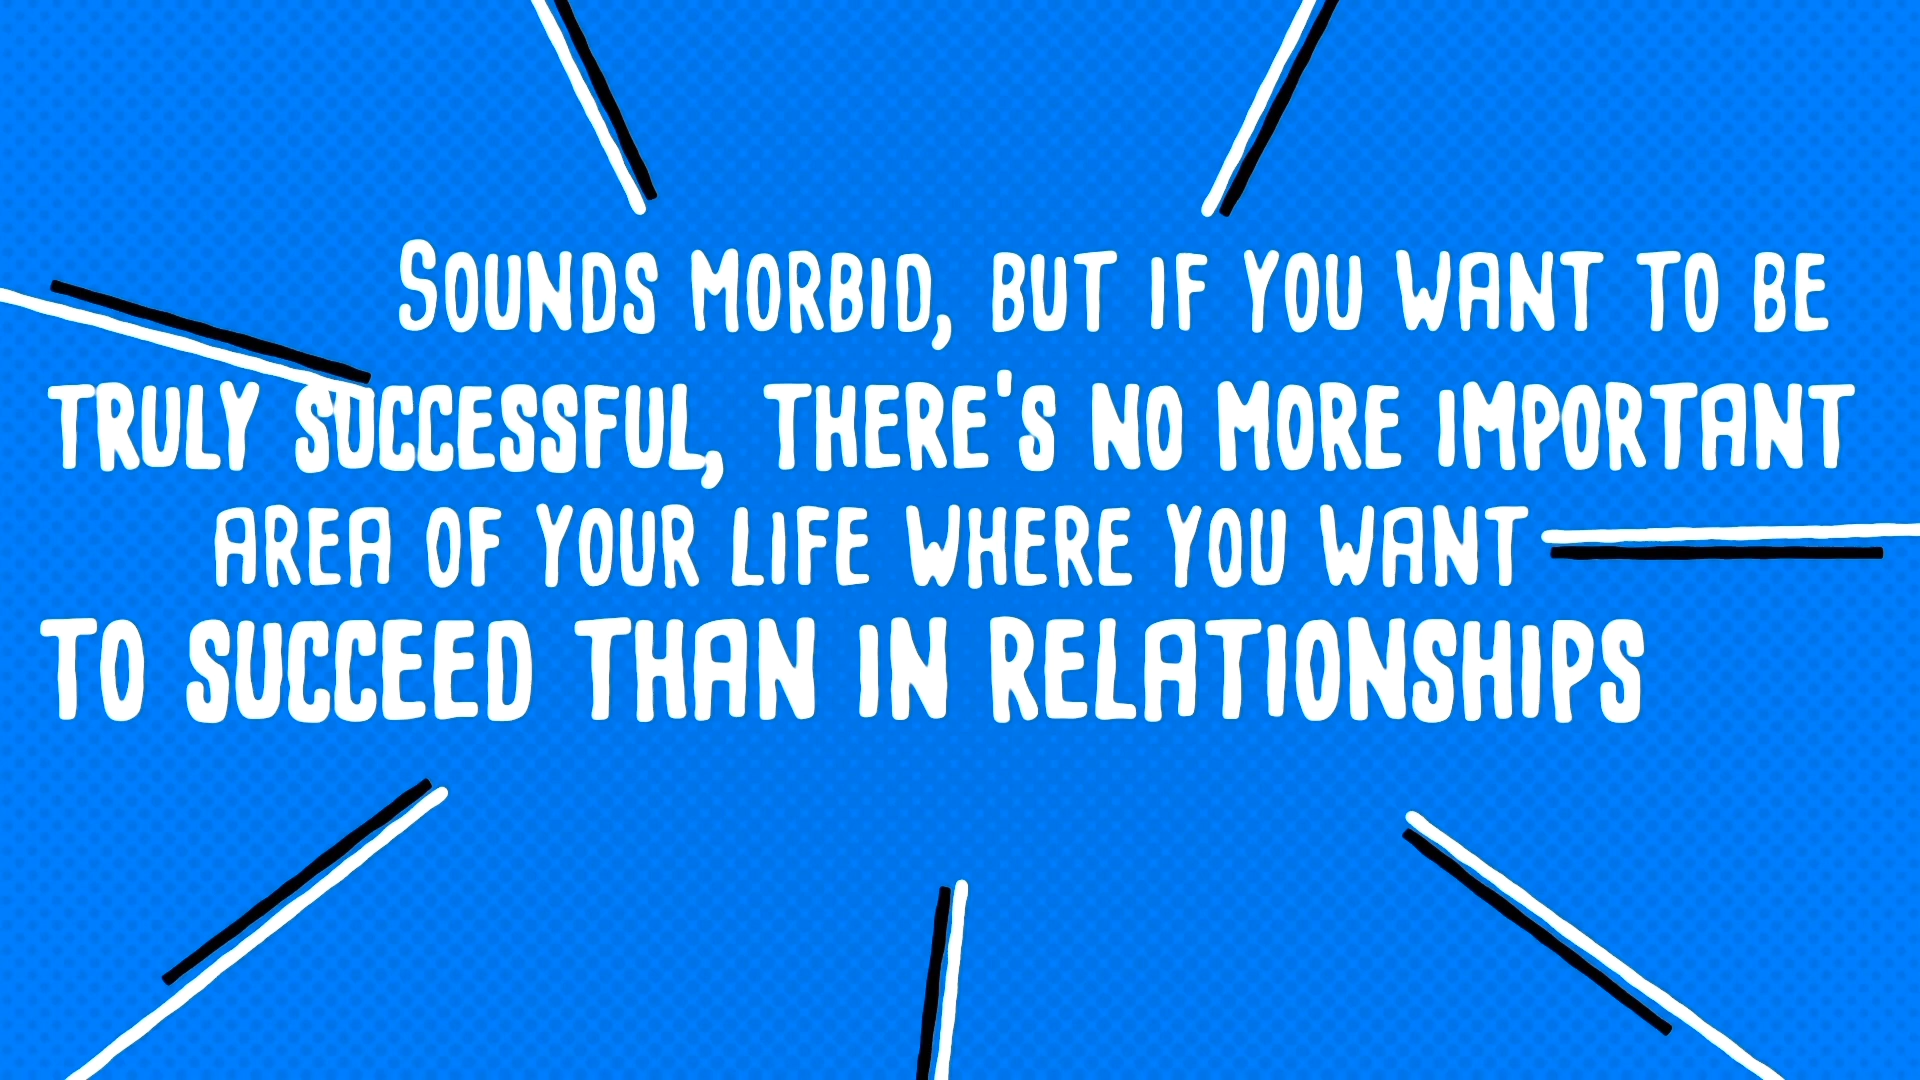 Sounds morbid, but if you want to be
truly successful, there's no more important
area of your life where you want
to succeed than in relationships